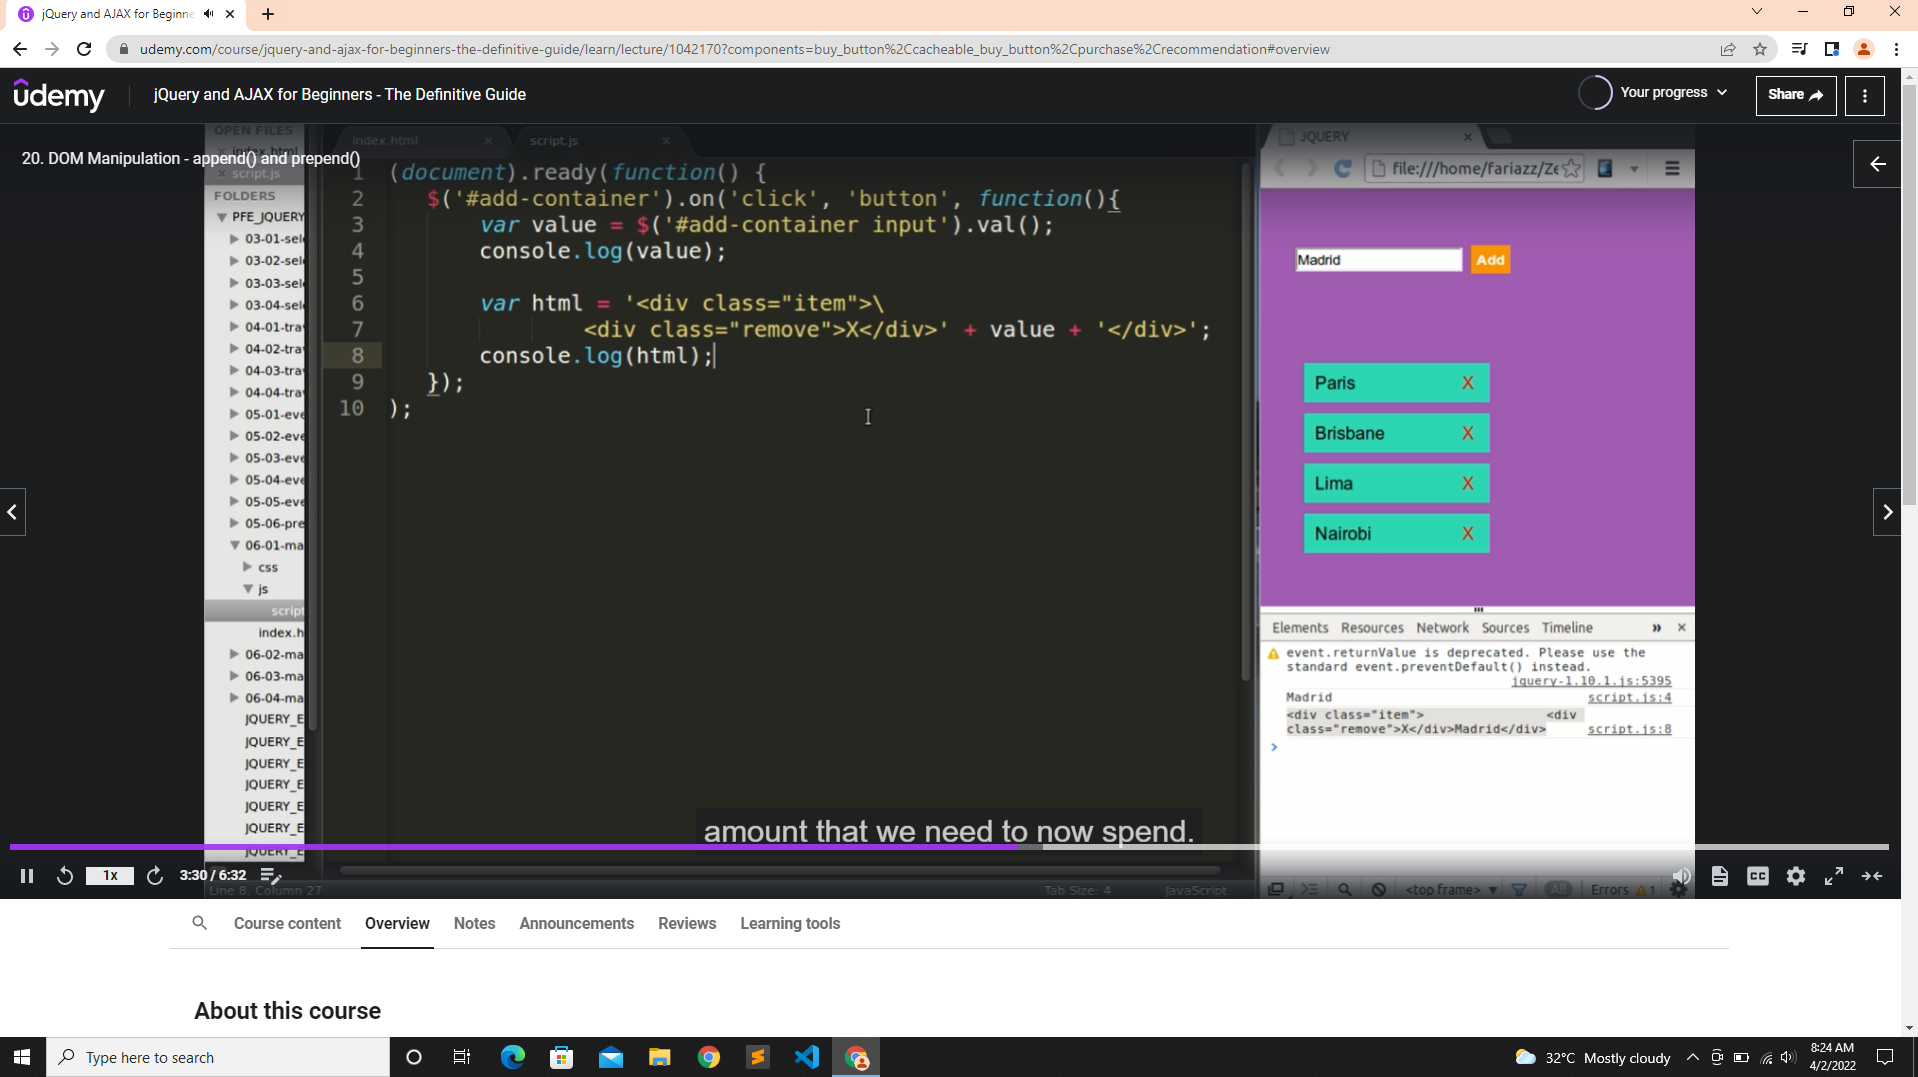 jQuery and AJAX for Beginne
udemy.com/course/jquery-and-ajax-for-beginners-the-definitive-guide/learn/lecture/1042170?components=buy_button%2Ccacheable_buy_button%2Cpurchase%2Crecommendation#overview
udemy
jQuery and AJAX for Beginners - The Definitive Guide
Your progress
Share
20. DOM Manipulation - append() and prepend()
OPEN FILES
index.html
script.js
FOLDERS
PFE_JQUERY
03-01-sel
03-02-sel
03-03-sel
03-04-sel
04-01-tra
04-02-tra
04-03-tra
04-04-tra
05-01-eve
05-02-eve
05-03-eve
05-04-eve
05-05-eve
05-06-pre
06-01-ma
css
js
script
index.h
06-02-ma
06-03-ma
06-04-ma
JQUERY_E
JQUERY_E
JQUERY_E
JQUERY_E
JQUERY_E
JQUERY_E
JQUERY_E
index.html
script.js
1 (document).ready(function() {
2 $('#add-container').on('click', 'button', function(){
3 var value = $('#add-container input').val();
4 console.log(value);
5
6 var html = '<div class="item">\
7 <div class="remove">X</div>' + value + '</div>';
8 console.log(html);
9 });
10 );
JQUERY
file:///home/fariazz/Ze
Madrid
Add
Paris X
Brisbane X
Lima X
Nairobi X
Elements Resources Network Sources Timeline »
event.returnValue is deprecated. Please use the
standard event.preventDefault() instead.
jquery-1.10.1.js:5395
Madrid script.js:4
<div class="item"> <div
class="remove">X</div>Madrid</div> script.js:8
amount that we need to now spend.
1x
3:30 / 6:32
CC
Line 8, Column 27
Tab Size: 4
JavaScript
<top frame>
All
Errors
1
Course content
Overview
Notes
Announcements
Reviews
Learning tools
About this course
Type here to search
32°C Mostly cloudy
8:24 AM
4/2/2022